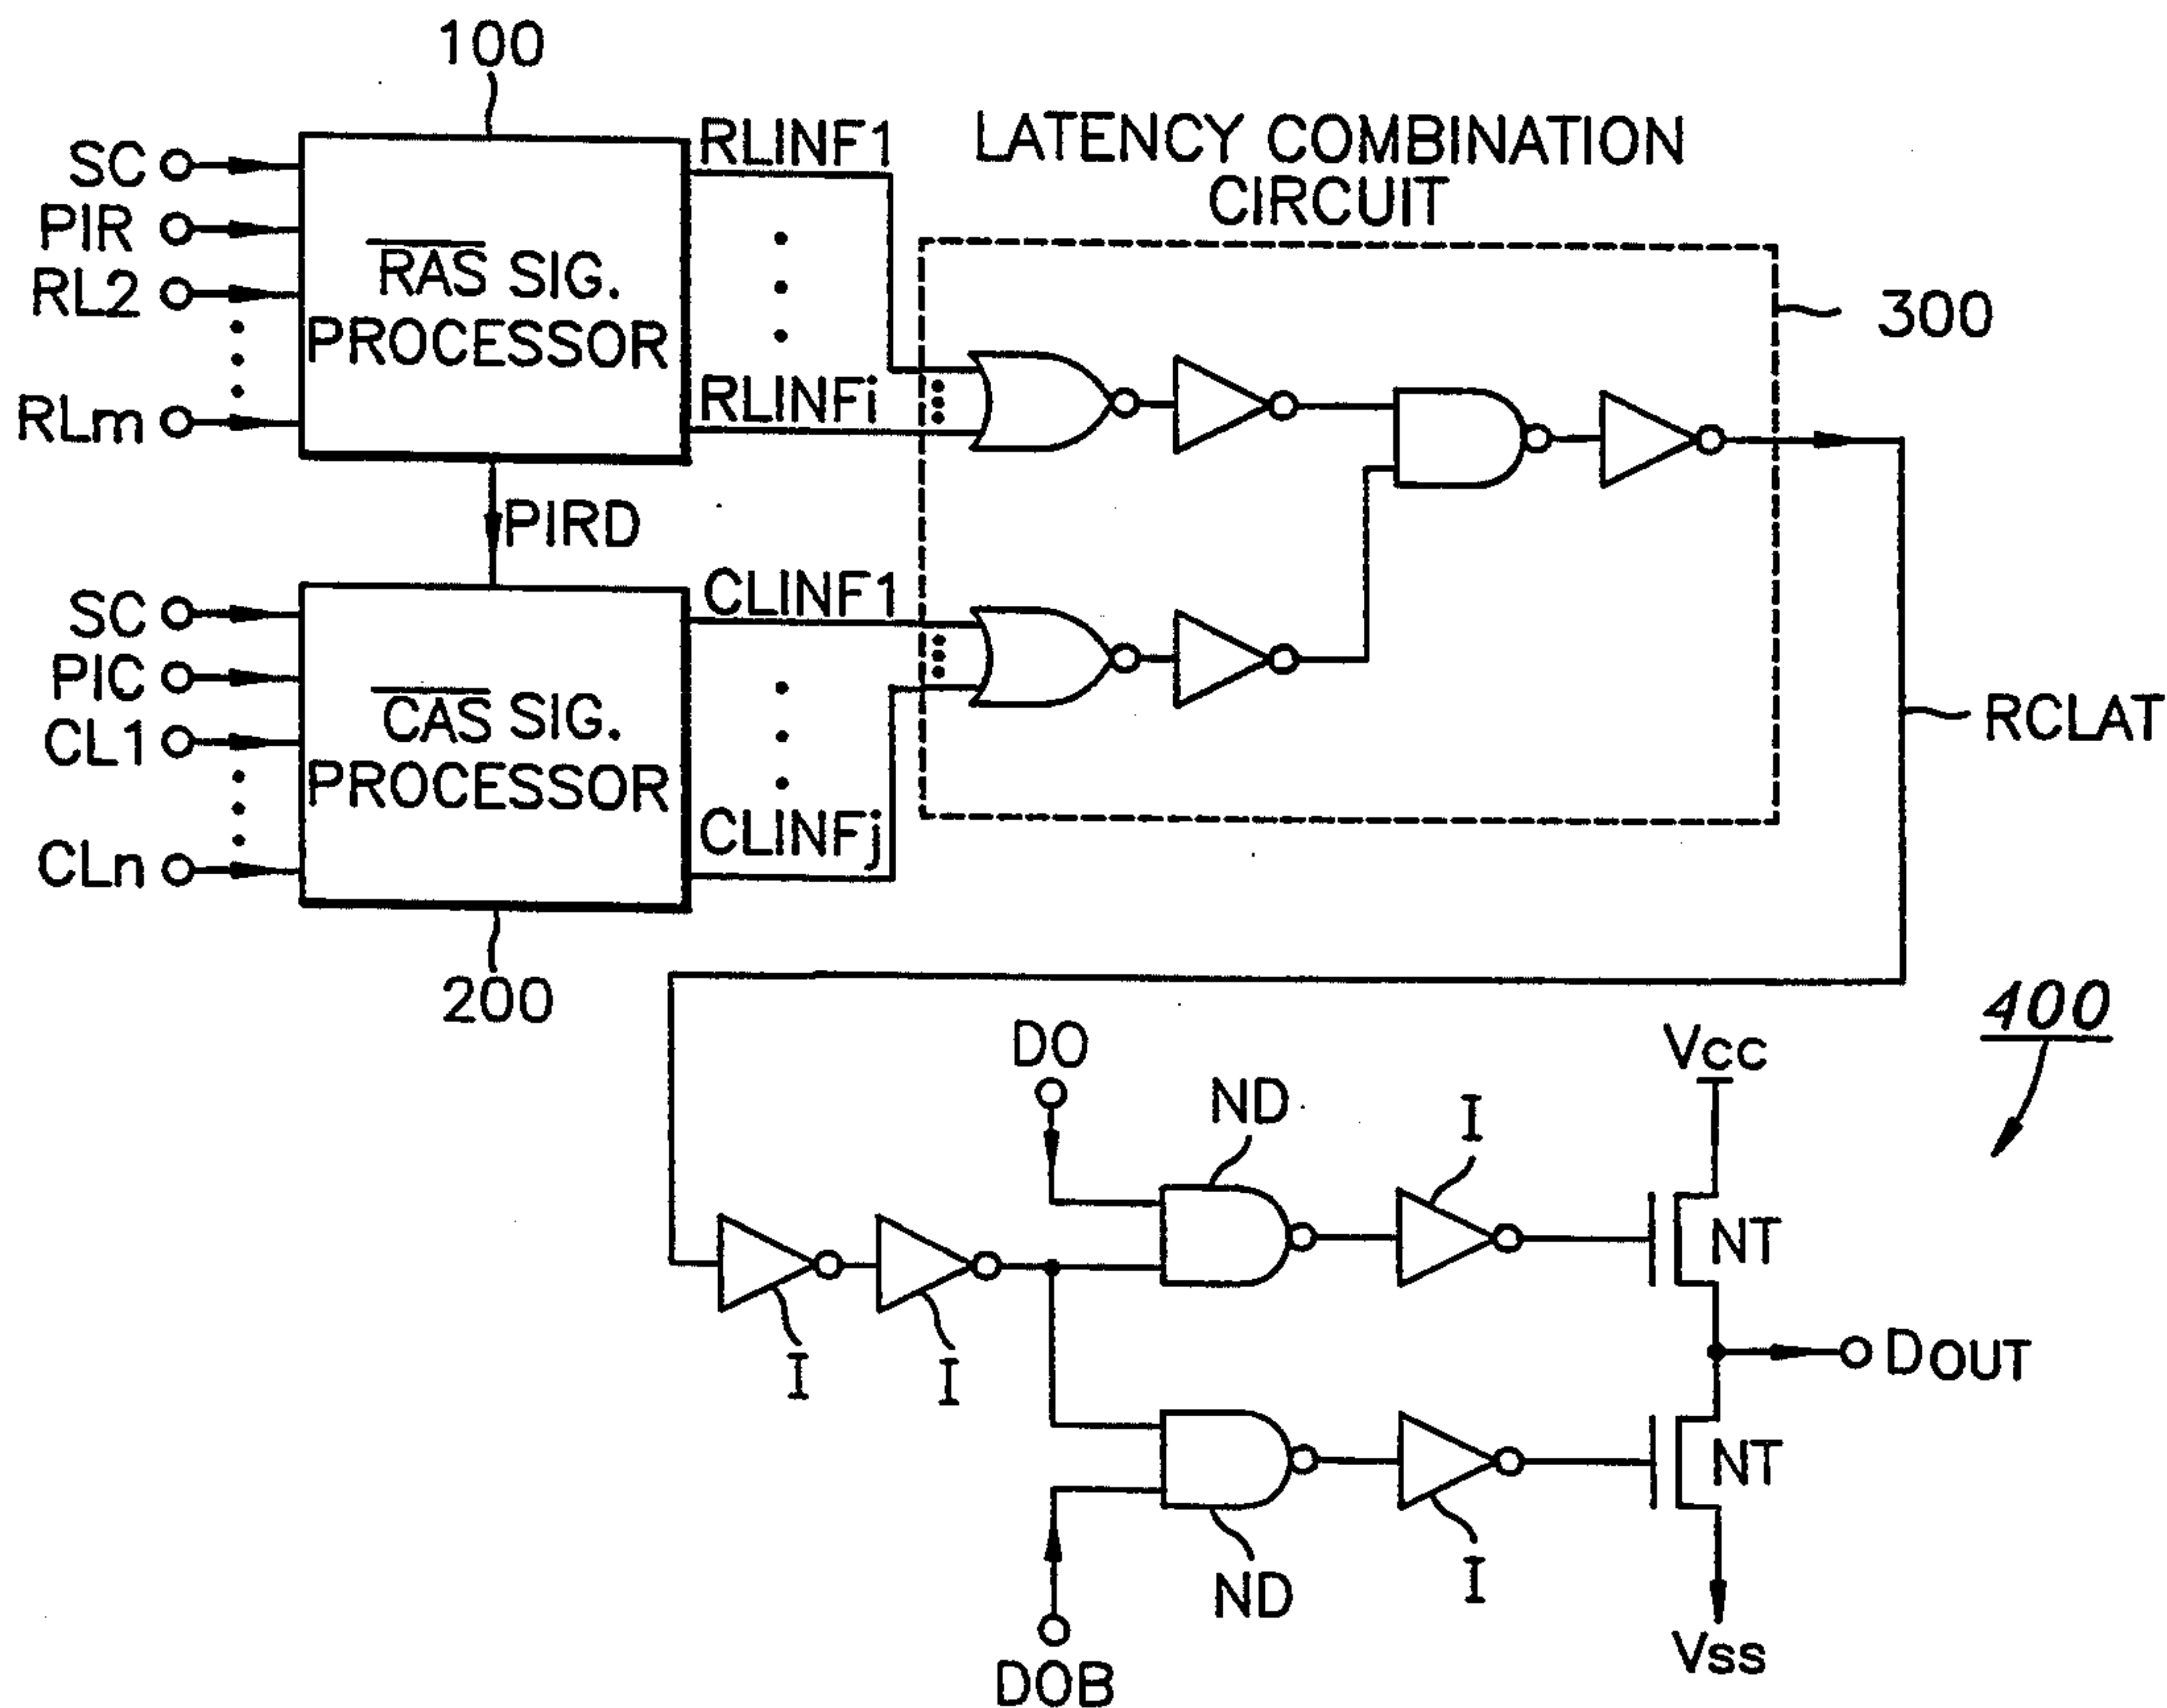 100
SC
PIR
RL2
RLm
RAS SIG.
PROCESSOR
RLINF1
RLINFi
LATENCY COMBINATION
CIRCUIT
300
PIRD
SC
PIC
CL1
CLn
CAS SIG.
PROCESSOR
CLINF1
CLINFj
RCLAT
200
400
DO
ND
I
Vcc
NT
I
I
DOUT
NT
ND
I
DOB
Vss